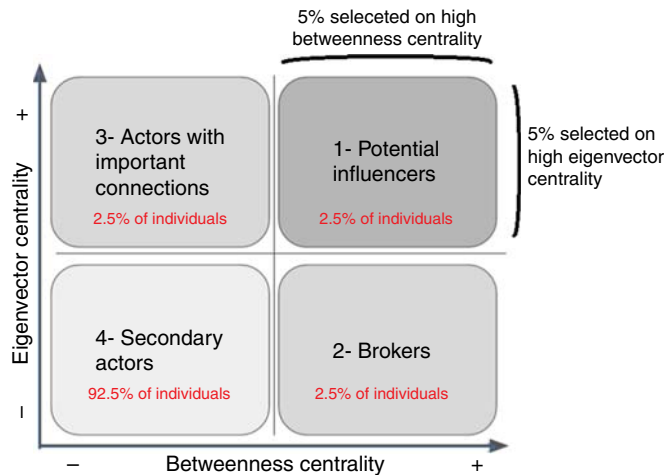 5% seleceted on high
betweenness centrality
+
Eigenvector centrality
–
3- Actors with
important
connections
2.5% of individuals
1- Potential
influencers
2.5% of individuals
5% selected on
high eigenvector
centrality
4- Secondary
actors
92.5% of individuals
2- Brokers
2.5% of individuals
–
Betweenness centrality
+